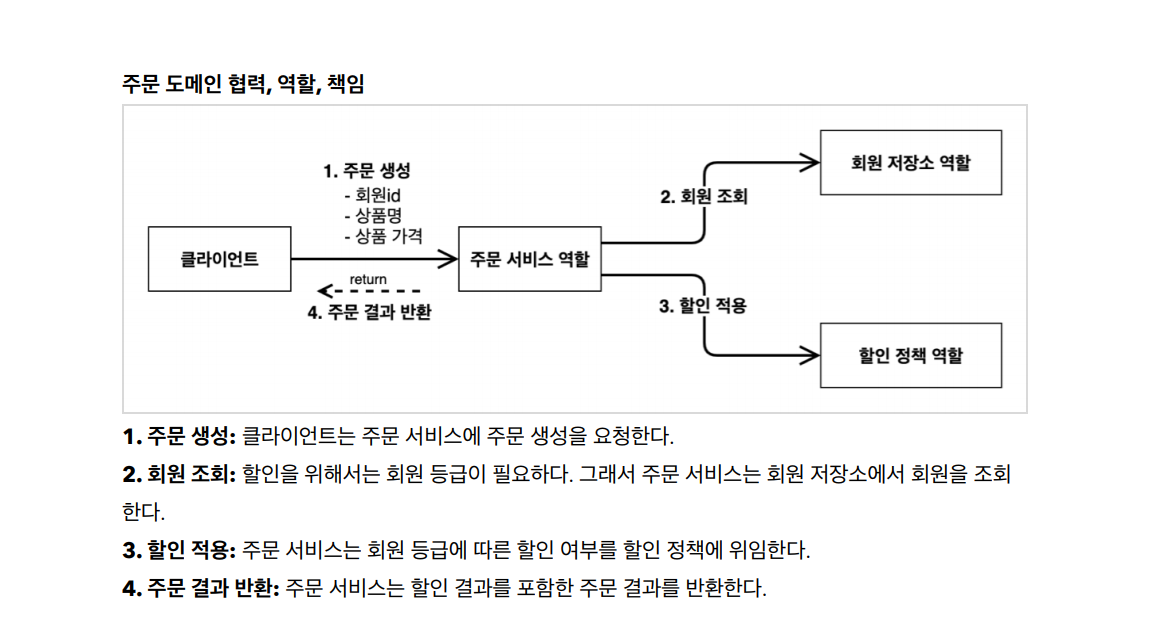 주문 도메인 협력, 역할, 책임
1. 주문 생성
- 회원id
- 상품명
- 상품 가격
클라이언트
return
4. 주문 결과 반환
주문 서비스 역할
2. 회원 조회
회원 저장소 역할
3. 할인 적용
할인 정책 역할
1. 주문 생성: 클라이언트는 주문 서비스에 주문 생성을 요청한다.
2. 회원 조회: 할인을 위해서는 회원 등급이 필요하다. 그래서 주문 서비스는 회원 저장소에서 회원을 조회
한다.
3. 할인 적용: 주문 서비스는 회원 등급에 따른 할인 여부를 할인 정책에 위임한다.
4. 주문 결과 반환: 주문 서비스는 할인 결과를 포함한 주문 결과를 반환한다.